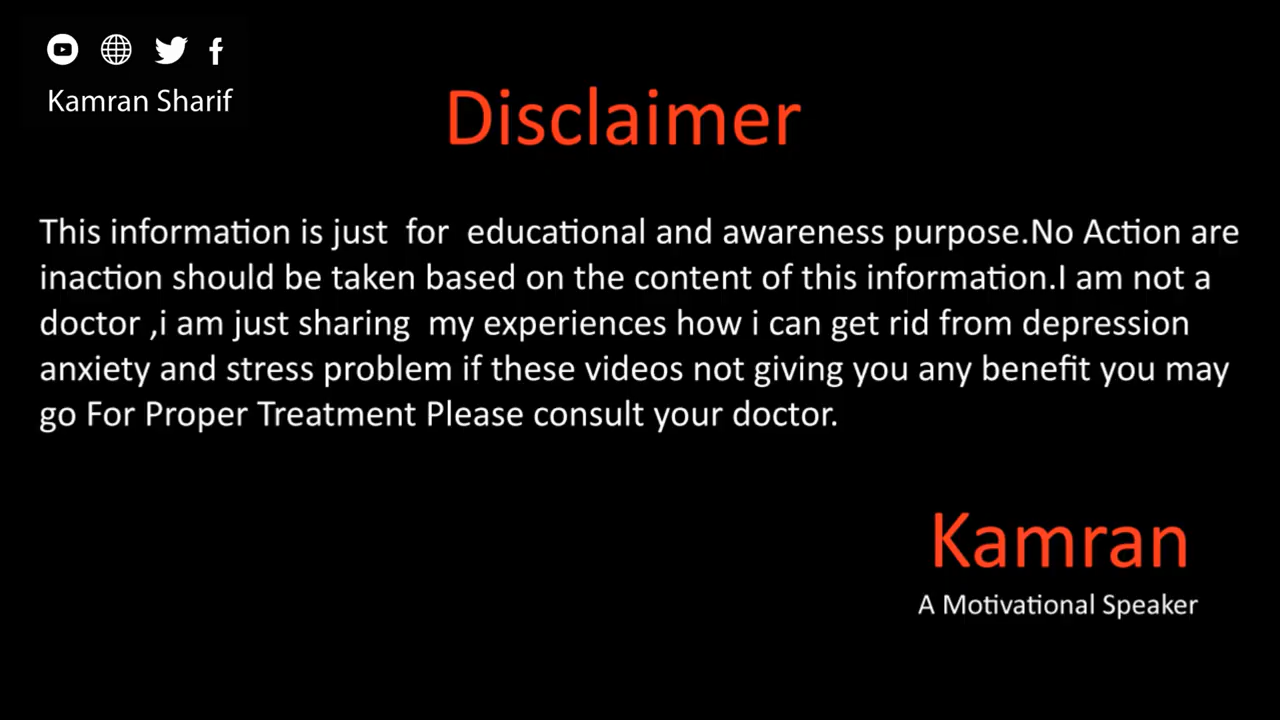 Kamran Sharif
Disclaimer
This information is just for educational and awareness purpose.No Action are
inaction should be taken based on the content of this information.I am not a
doctor ,i am just sharing my experiences how i can get rid from depression
anxiety and stress problem if these videos not giving you any benefit you may
go For Proper Treatment Please consult your doctor.
Kamran
A Motivational Speaker